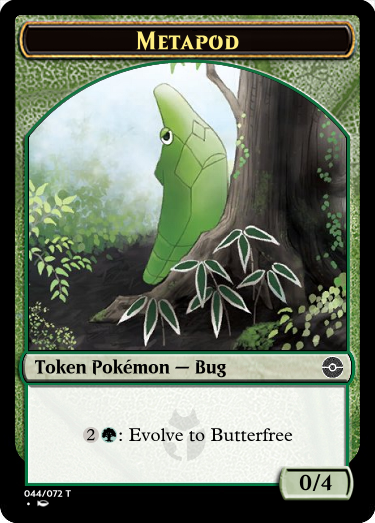 METAPOD
Token Pokémon — Bug
2: Evolve to Butterfree
0/4
044/072 T